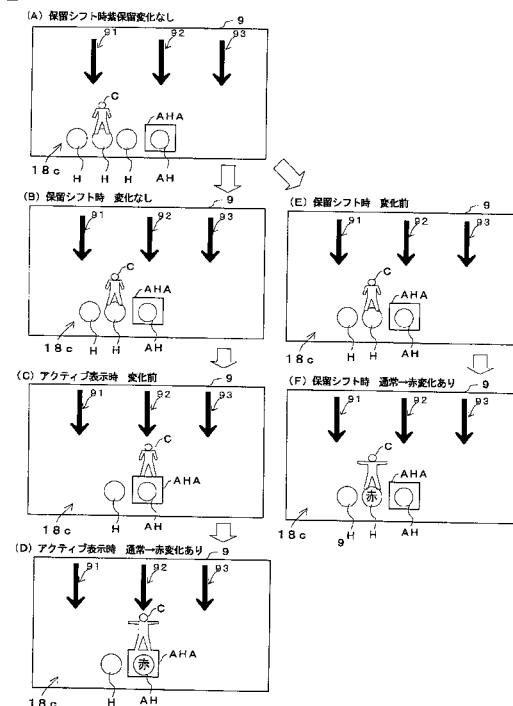 (A) 保留シフト時紫保留変化なし
9
91 92 93
C
AHA
18c
H H H AH
(B) 保留シフト時 変化なし
9
91 92 93
C
AHA
18c
H H AH
(E) 保留シフト時 変化前
9
91 92 93
C
AHA
18c
H H AH
(C) アクティブ表示時 変化前
9
91 92 93
C
AHA
18c
H AH
(F) 保留シフト時 通常→赤変化あり
9
91 92 93
C
AHA
赤
18c
9
H H AH
(D) アクティブ表示時 通常→赤変化あり
9
91 92 93
C
AHA
赤
18c
H AH